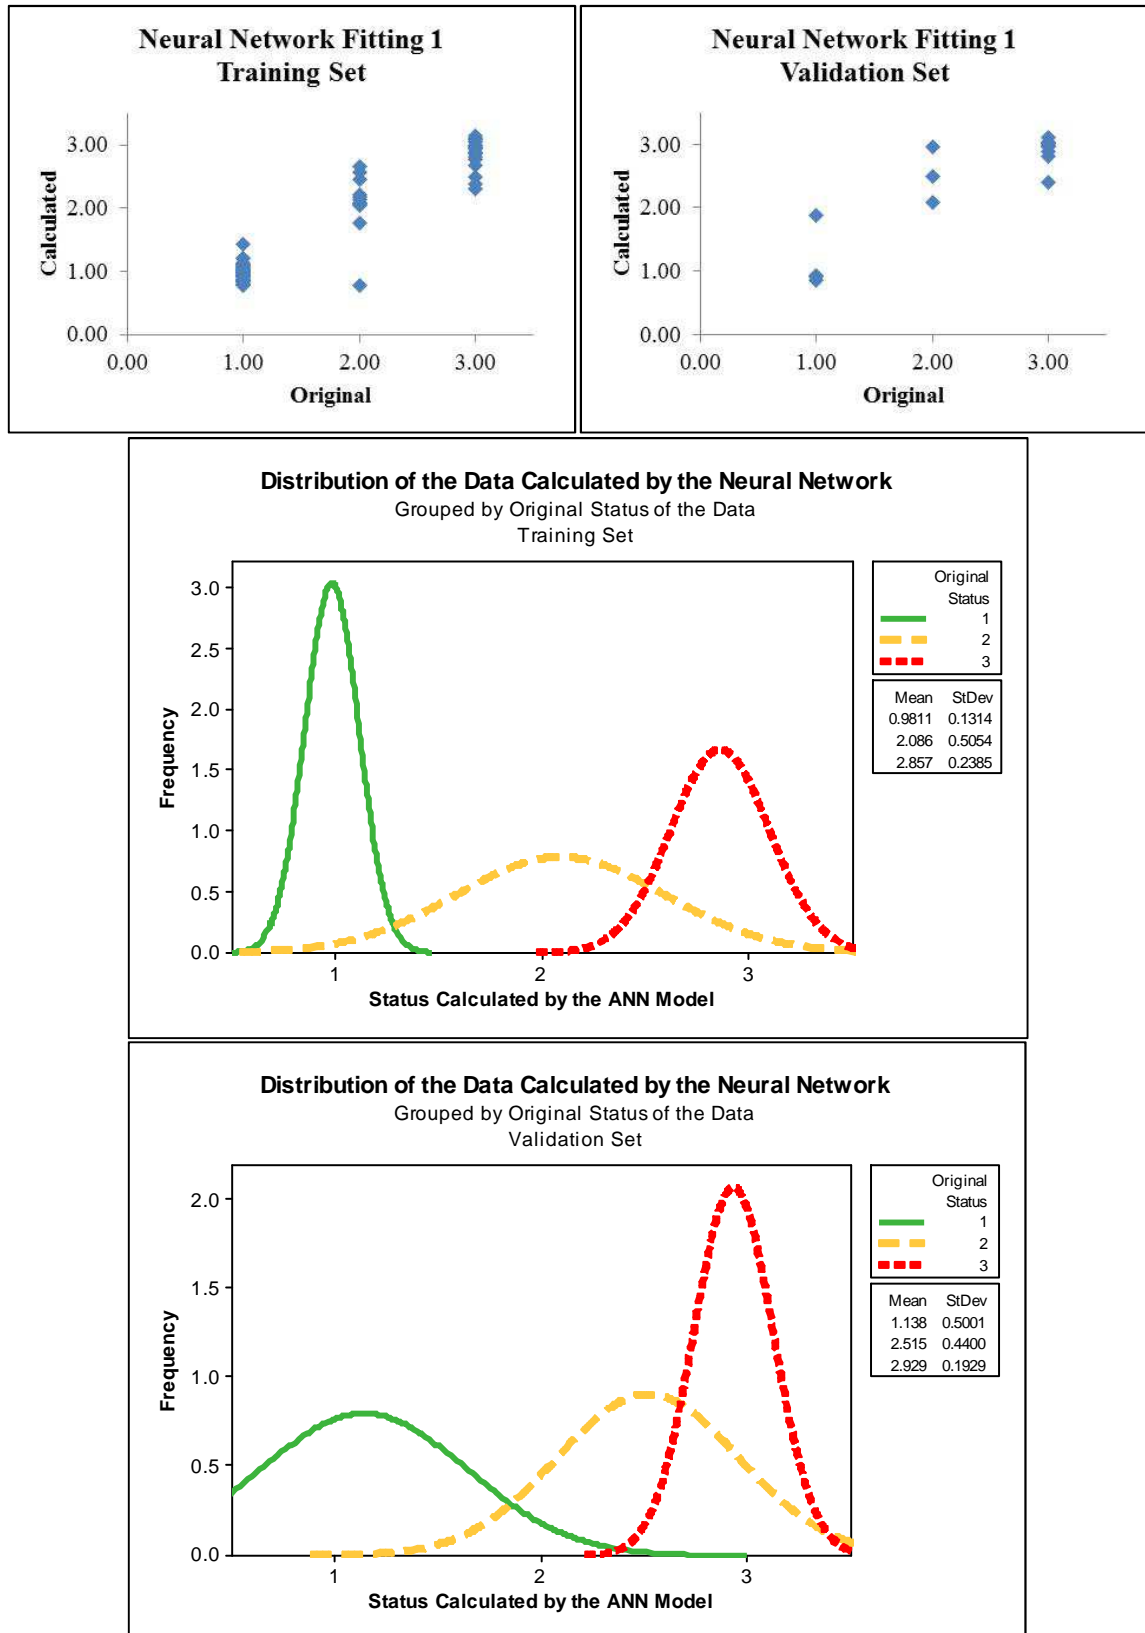 Neural Network Fitting 1
Training Set
3.00
2.00
1.00
0.00
Calculated
0.00 1.00 2.00 3.00
Original
Neural Network Fitting 1
Validation Set
3.00
2.00
1.00
0.00
Calculated
0.00 1.00 2.00 3.00
Original
Distribution of the Data Calculated by the Neural Network
Grouped by Original Status of the Data
Training Set
3.0
2.5
2.0
1.5
1.0
0.5
0.0
Frequency
1 2 3
Status Calculated by the ANN Model
Original
Status
1
2
3
Mean StDev
0.9811 0.1314
2.086 0.5054
2.857 0.2385
Distribution of the Data Calculated by the Neural Network
Grouped by Original Status of the Data
Validation Set
2.0
1.5
1.0
0.5
0.0
Frequency
1 2 3
Status Calculated by the ANN Model
Original
Status
1
2
3
Mean StDev
1.138 0.5001
2.515 0.4400
2.929 0.1929